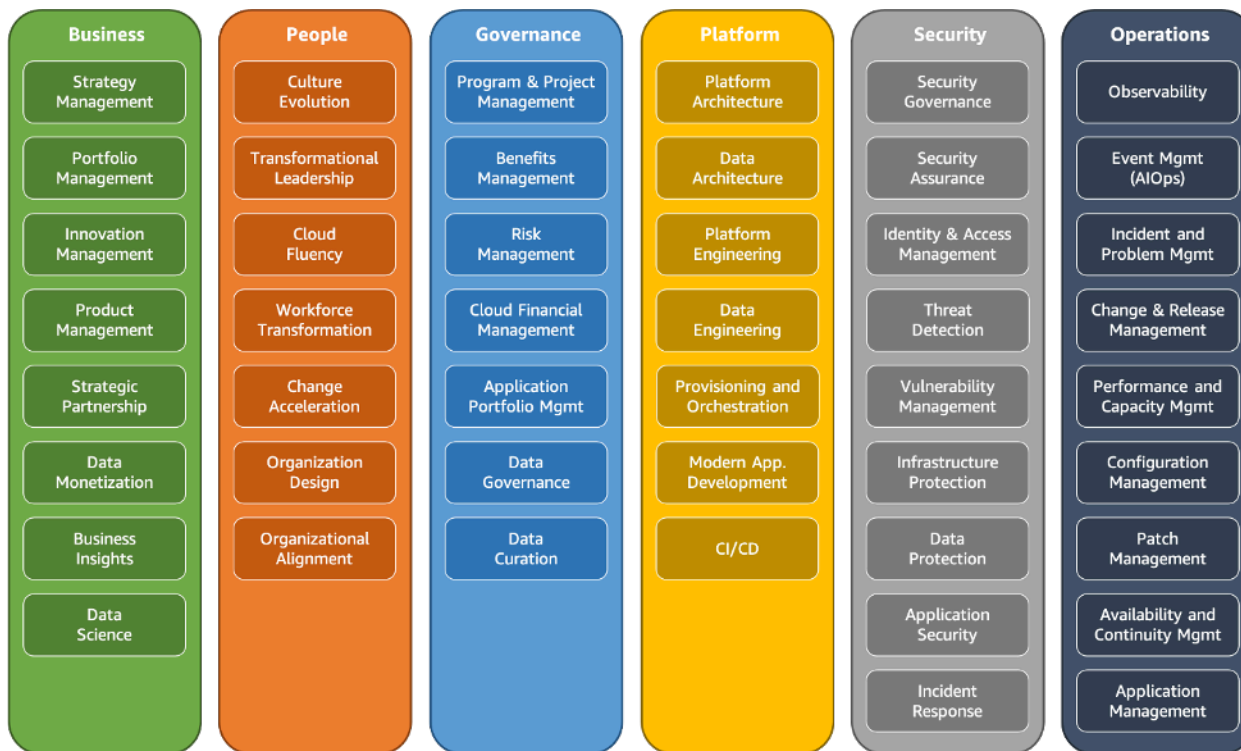 Business
Strategy
Management
Portfolio
Management
Innovation
Management
Product
Management
Strategic
Partnership
Data
Monetization
Business
Insights
Data
Science
People
Culture
Evolution
Transformational
Leadership
Cloud
Fluency
Workforce
Transformation
Change
Acceleration
Organization
Design
Organizational
Alignment
Governance
Program & Project
Management
Benefits
Management
Risk
Management
Cloud Financial
Management
Application
Portfolio Mgmt
Data
Governance
Data
Curation
Platform
Platform
Architecture
Data
Architecture
Platform
Engineering
Data
Engineering
Provisioning and
Orchestration
Modern App.
Development
CI/CD
Security
Security
Governance
Security
Assurance
Identity & Access
Management
Threat
Detection
Vulnerability
Management
Infrastructure
Protection
Data
Protection
Application
Security
Incident
Response
Operations
Observability
Event Mgmt
(AIOps)
Incident and
Problem Mgmt
Change & Release
Management
Performance and
Capacity Mgmt
Configuration
Management
Patch
Management
Availability and
Continuity Mgmt
Application
Management